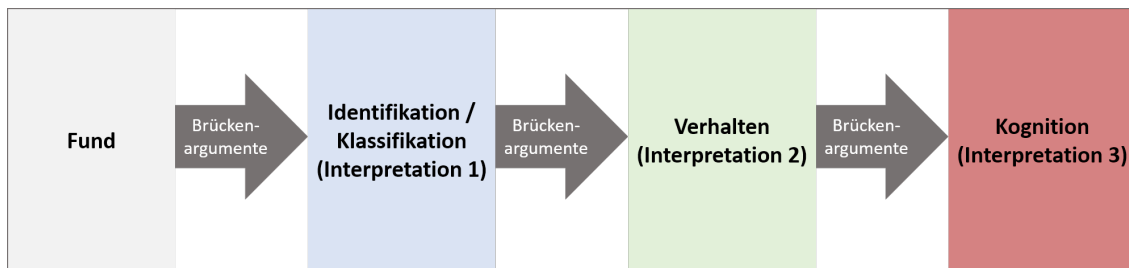 Fund
Brücken-
argumente
Identifikation /
Klassifikation
(Interpretation 1)
Brücken-
argumente
Verhalten
(Interpretation 2)
Brücken-
argumente
Kognition
(Interpretation 3)